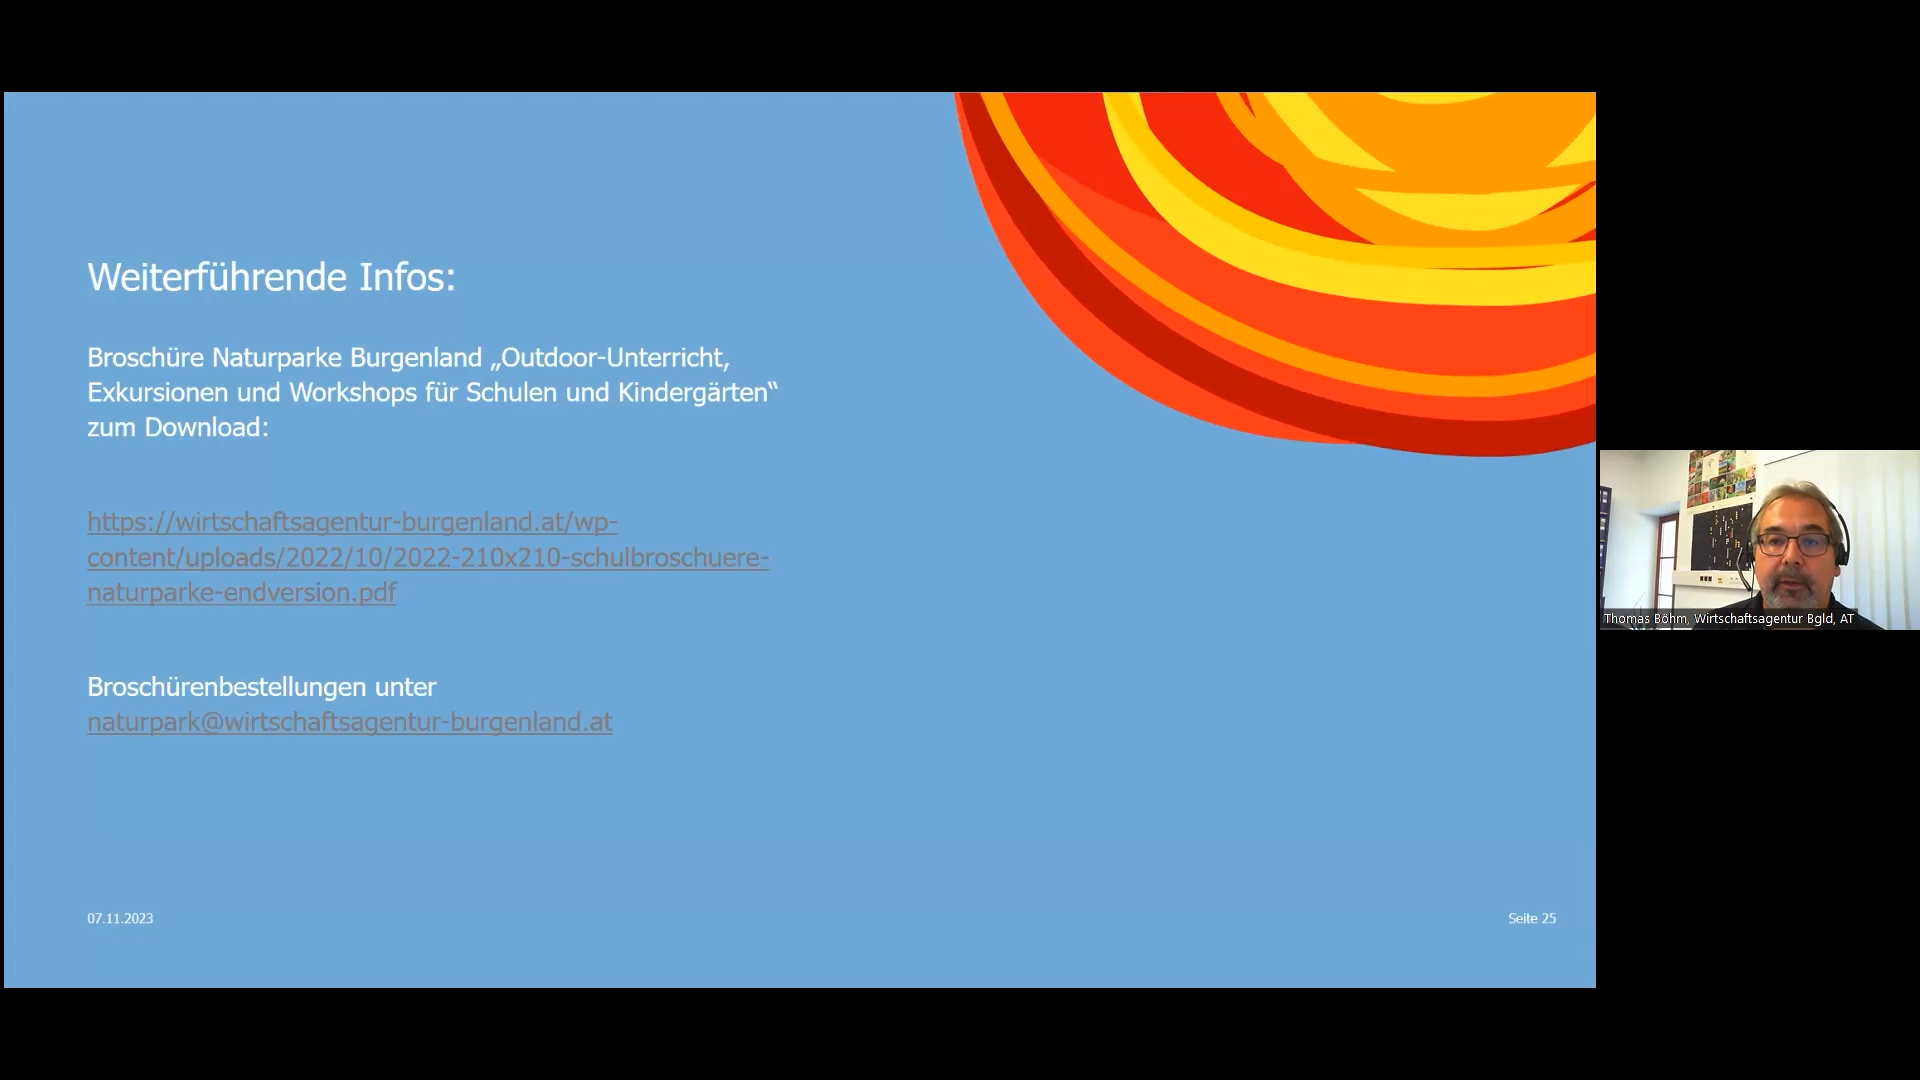 Weiterführende Infos:
Broschüre Naturparke Burgenland „Outdoor-Unterricht,
Exkursionen und Workshops für Schulen und Kindergärten“
zum Download:
https://wirtschaftsagentur-burgenland.at/wp-
content/uploads/2022/10/2022-210x210-schulbroschuere-
naturparke-endversion.pdf
Broschürenbestellungen unter
naturpark@wirtschaftsagentur-burgenland.at
07.11.2023
Seite 25
Thomas Böhm, Wirtschaftsagentur Bgld, AT